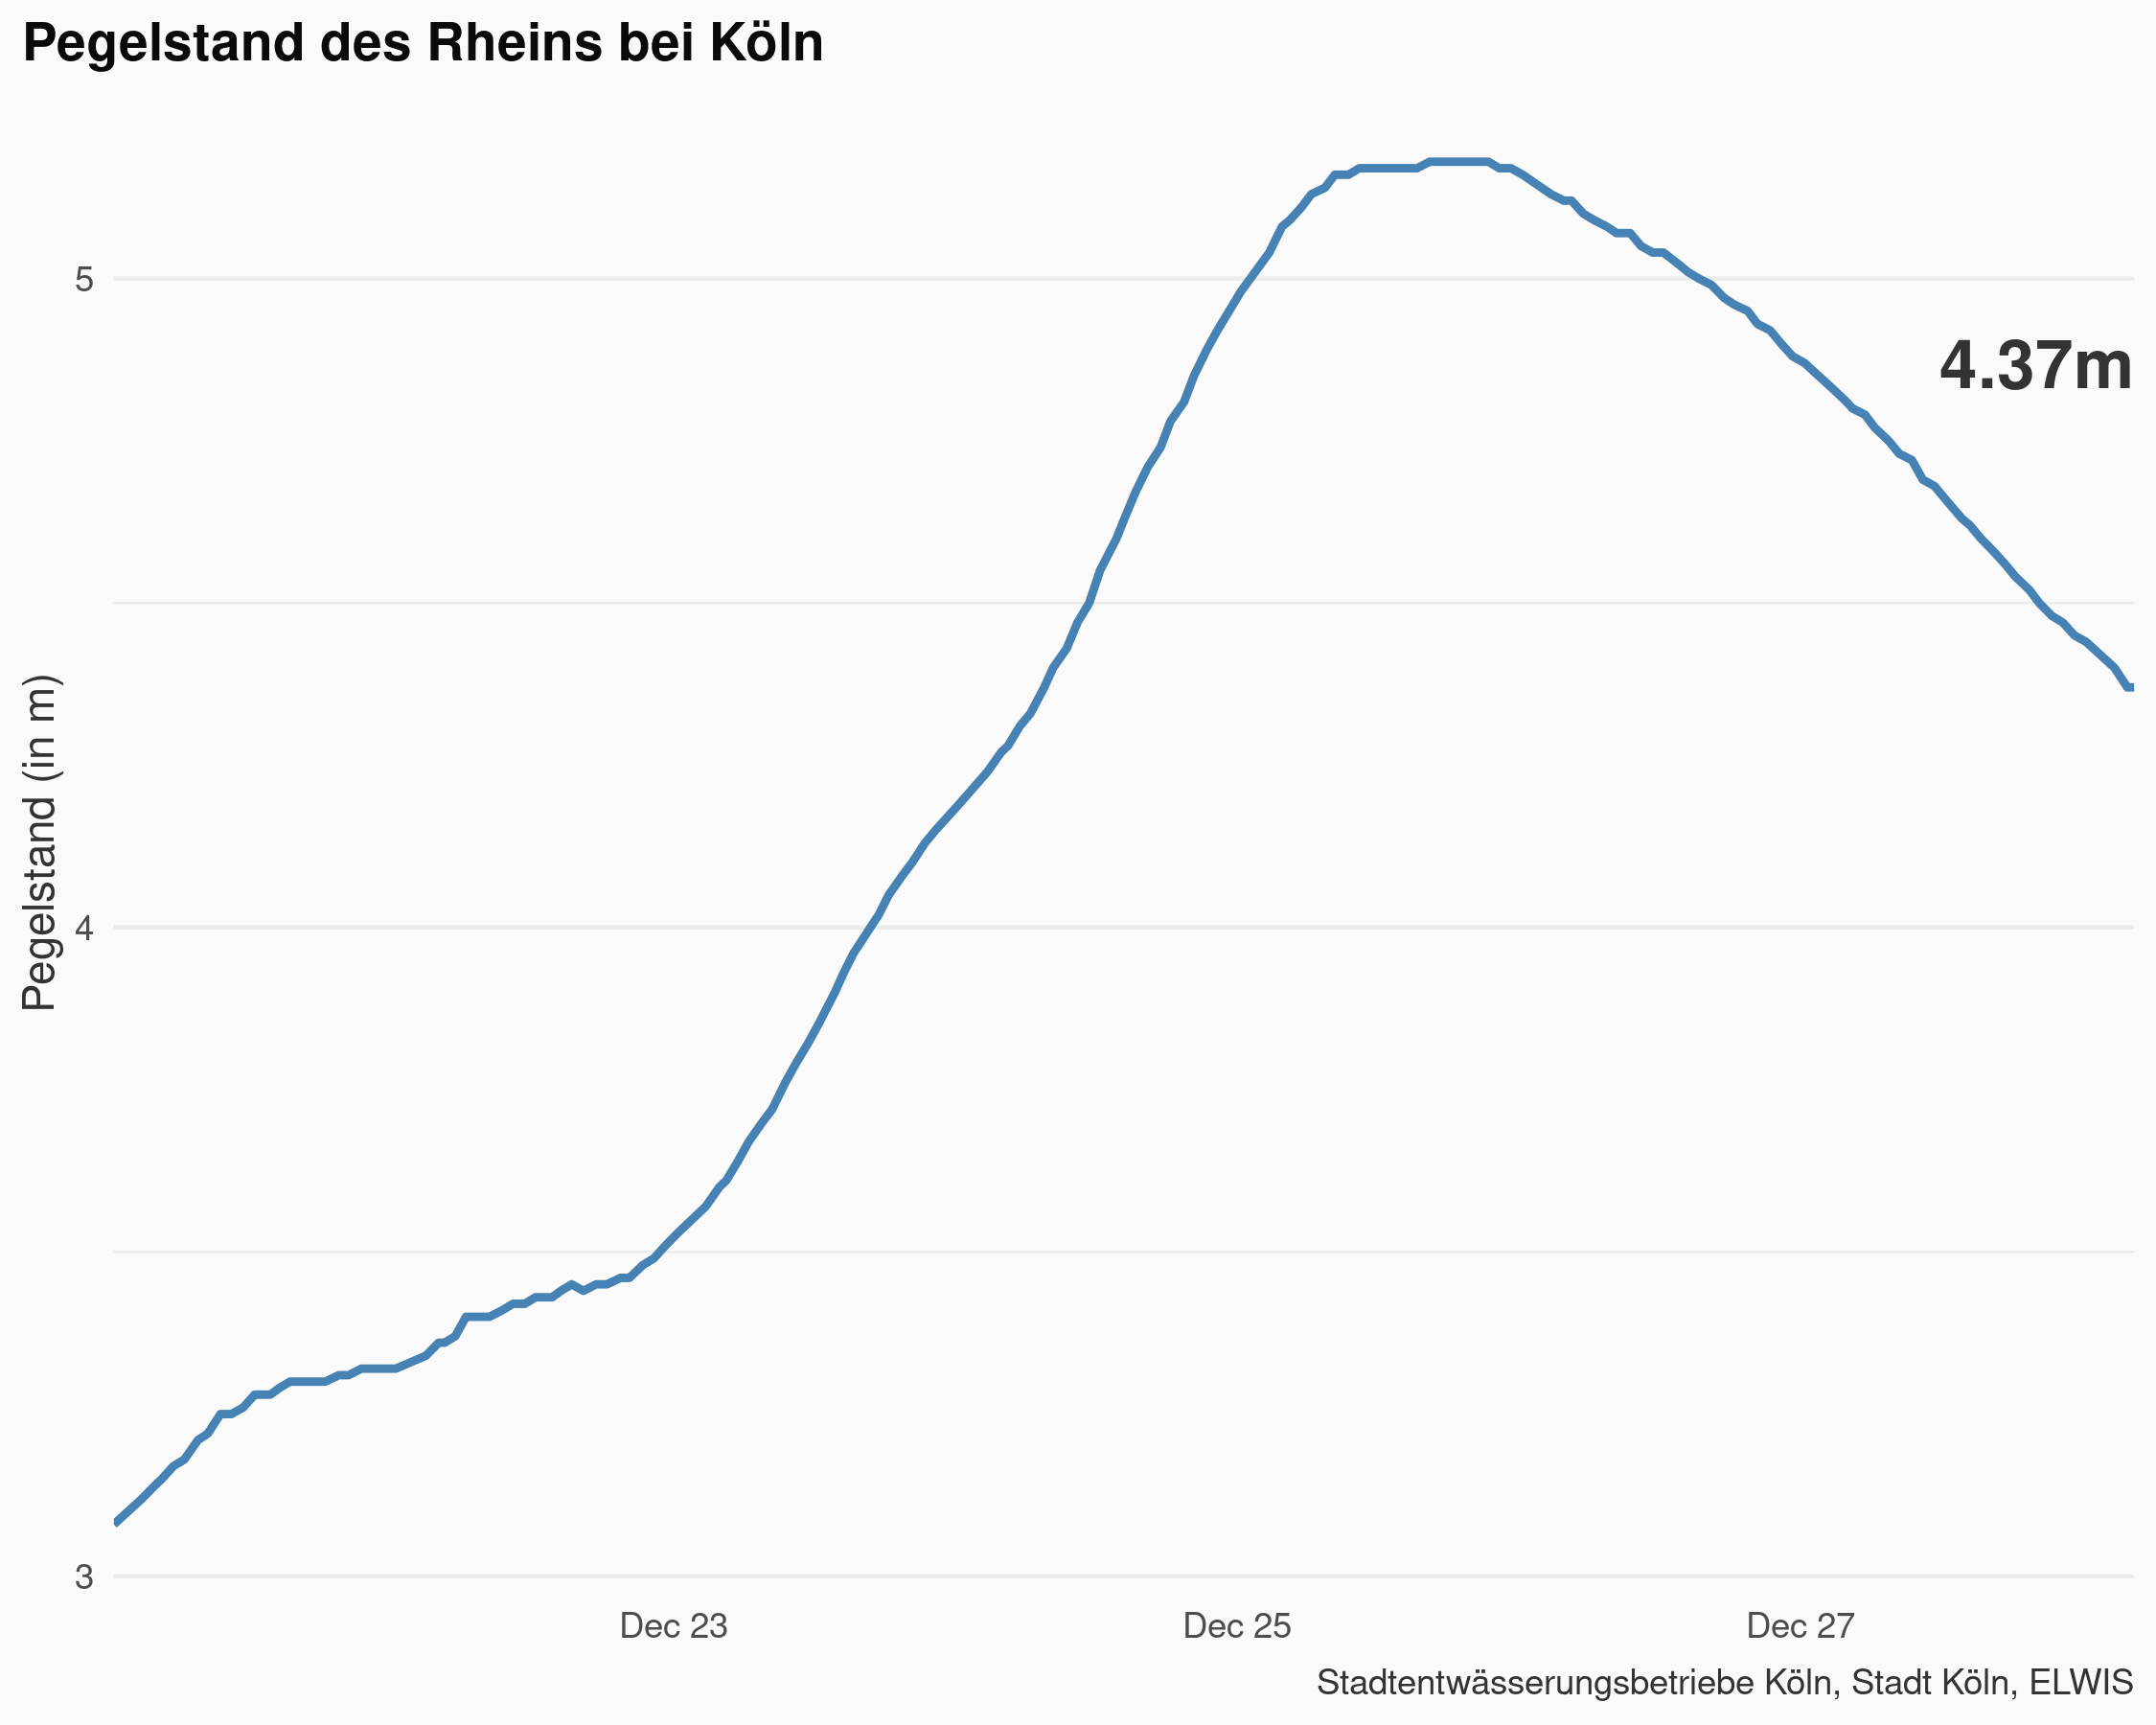 Pegelstand des Rheins bei Köln
Pegelstand (in m)
5
4
3
4.37m
Dec 23
Dec 25
Dec 27
Stadtentwässerungsbetriebe Köln, Stadt Köln, ELWIS